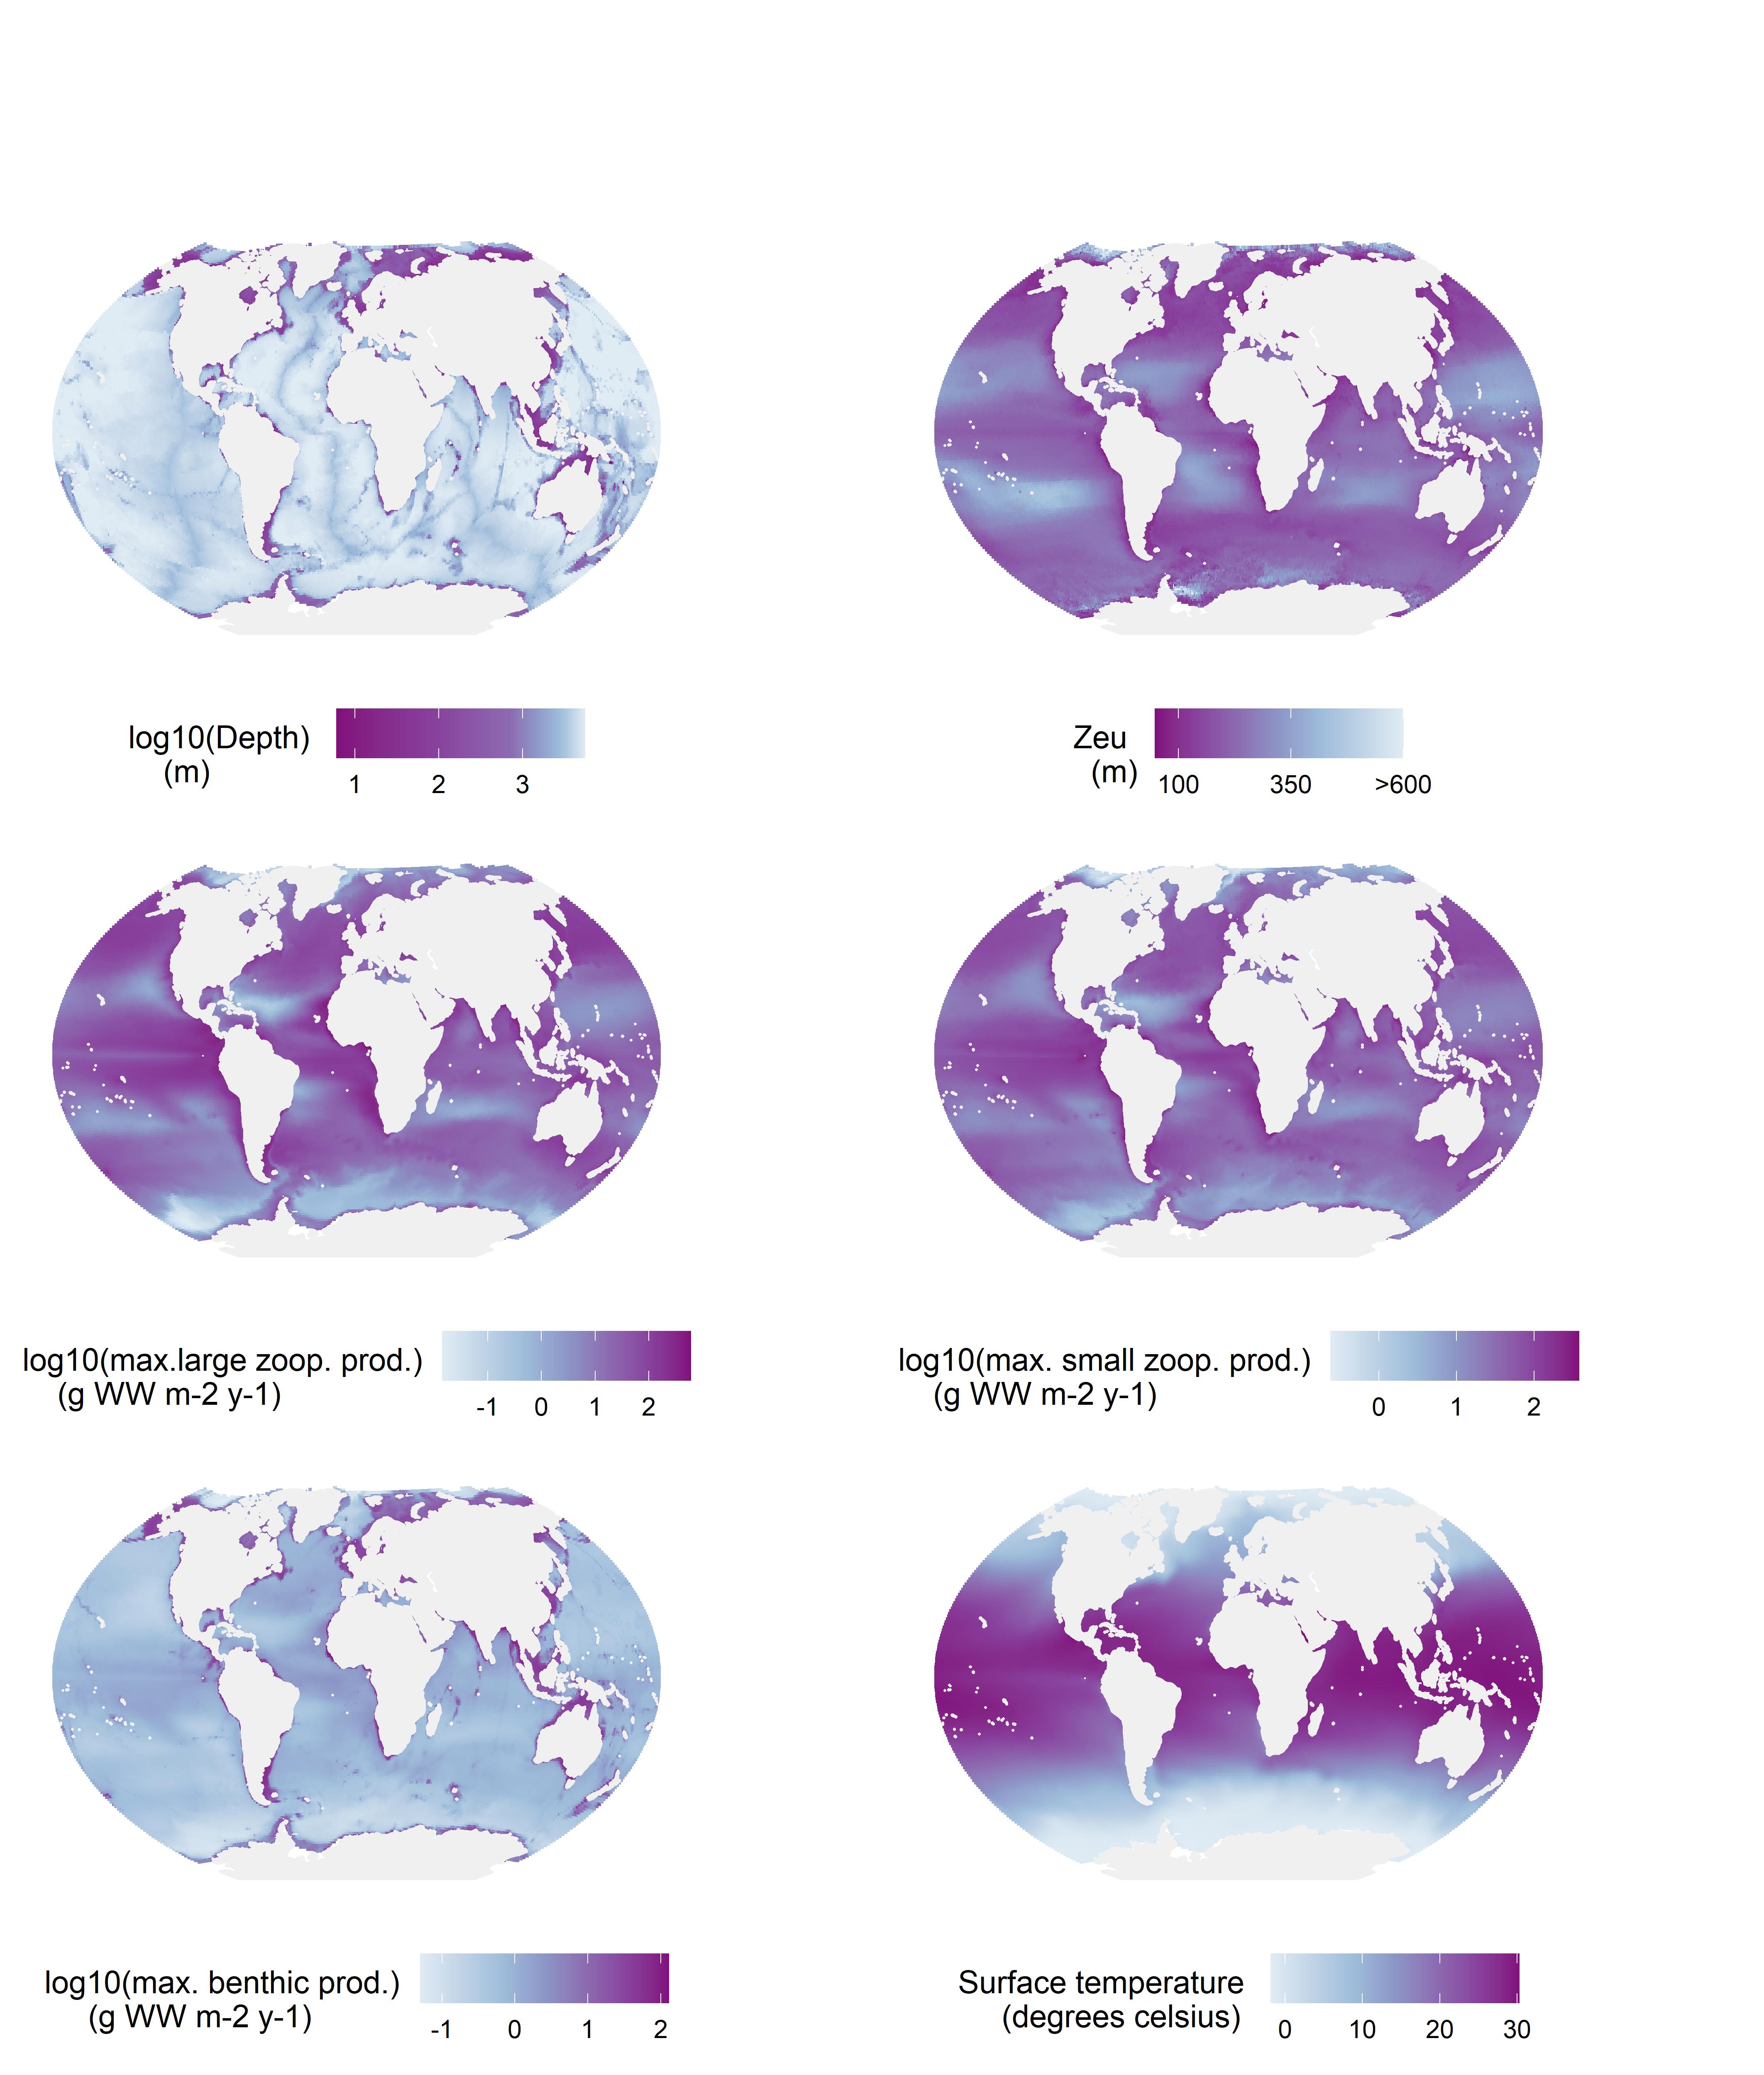 log10(Depth)
(m)
1 2 3
Zeu
(m)
100 350 >600
log10(max.large zoop. prod.)
(g WW m-2 y-1)
-1 0 1 2
log10(max. small zoop. prod.)
(g WW m-2 y-1)
0 1 2
log10(max. benthic prod.)
(g WW m-2 y-1)
-1 0 1 2
Surface temperature
(degrees celsius)
0 10 20 30